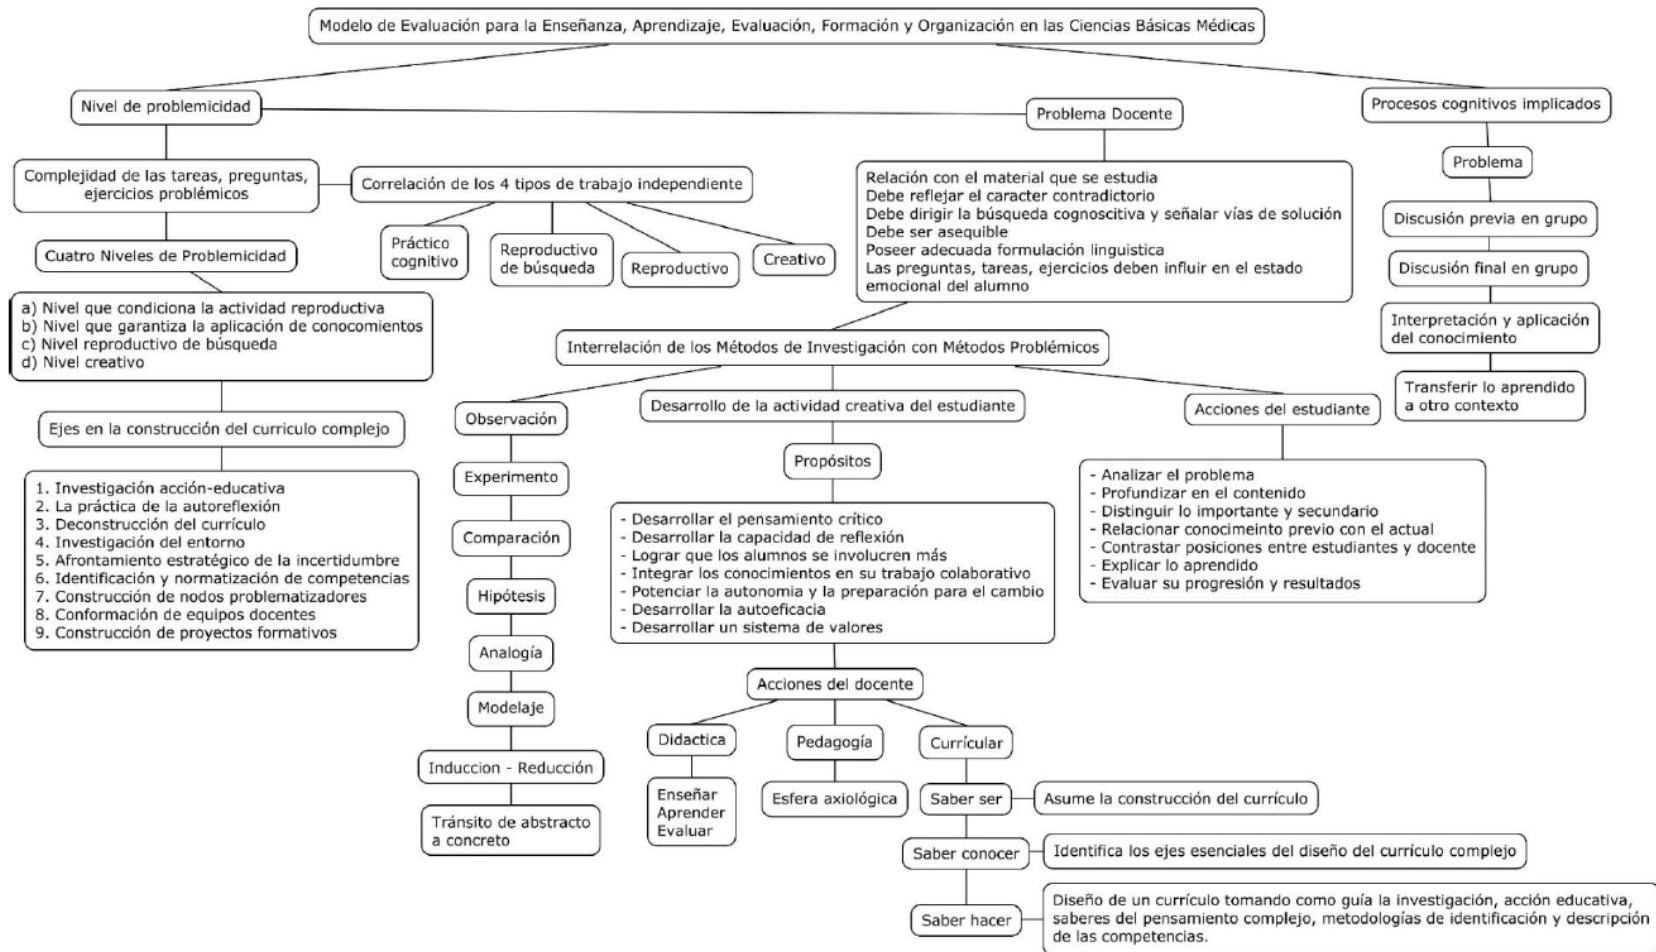 Modelo de Evaluación para la Enseñanza, Aprendizaje, Evaluación, Formación y Organización en las Ciencias Básicas Médicas
Nivel de problemicidad
Problema Docente
Procesos cognitivos implicados
Complejidad de las tareas, preguntas,
ejercicios problémicos
Correlación de los 4 tipos de trabajo independiente
Práctico
cognitivo
Reproductivo
de búsqueda
Reproductivo
Creativo
Cuatro Niveles de Problemicidad
a) Nivel que condiciona la actividad reproductiva
b) Nivel que garantiza la aplicación de conocomientos
c) Nivel reproductivo de búsqueda
d) Nivel creativo
Ejes en la construcción del curriculo complejo
1. Investigación acción-educativa
2. La práctica de la autoreflexión
3. Deconstrucción del currículo
4. Investigación del entorno
5. Afrontamiento estratégico de la incertidumbre
6. Identificación y normatización de competencias
7. Construcción de nodos problematizadores
8. Conformación de equipos docentes
9. Construcción de proyectos formativos
Relación con el material que se estudia
Debe reflejar el caracter contradictorio
Debe dirigir la búsqueda cognoscitiva y señalar vías de solución
Debe ser asequible
Poseer adecuada formulación linguistica
Las preguntas, tareas, ejercicios deben influir en el estado
emocional del alumno
Interrelación de los Métodos de Investigación con Métodos Problémicos
Observación
Experimento
Comparación
Hipótesis
Analogía
Modelaje
Induccion - Reducción
Tránsito de abstracto
a concreto
Desarrollo de la actividad creativa del estudiante
Propósitos
- Desarrollar el pensamiento crítico
- Desarrollar la capacidad de reflexión
- Lograr que los alumnos se involucren más
- Integrar los conocimientos en su trabajo colaborativo
- Potenciar la autonomia y la preparación para el cambio
- Desarrollar la autoeficacia
- Desarrollar un sistema de valores
Acciones del docente
Didactica
Enseñar
Aprender
Evaluar
Pedagogía
Esfera axiológica
Currícular
Saber ser
Asume la construcción del currículo
Saber conocer
Identifica los ejes esenciales del diseño del currículo complejo
Saber hacer
Diseño de un currículo tomando como guía la investigación, acción educativa,
saberes del pensamiento complejo, metodologías de identificación y descripción
de las competencias.
Acciones del estudiante
- Analizar el problema
- Profundizar en el contenido
- Distinguir lo importante y secundario
- Relacionar conocimeinto previo con el actual
- Contrastar posiciones entre estudiantes y docente
- Explicar lo aprendido
- Evaluar su progresión y resultados
Problema
Discusión previa en grupo
Discusión final en grupo
Interpretación y aplicación
del conocimiento
Transferir lo aprendido
a otro contexto